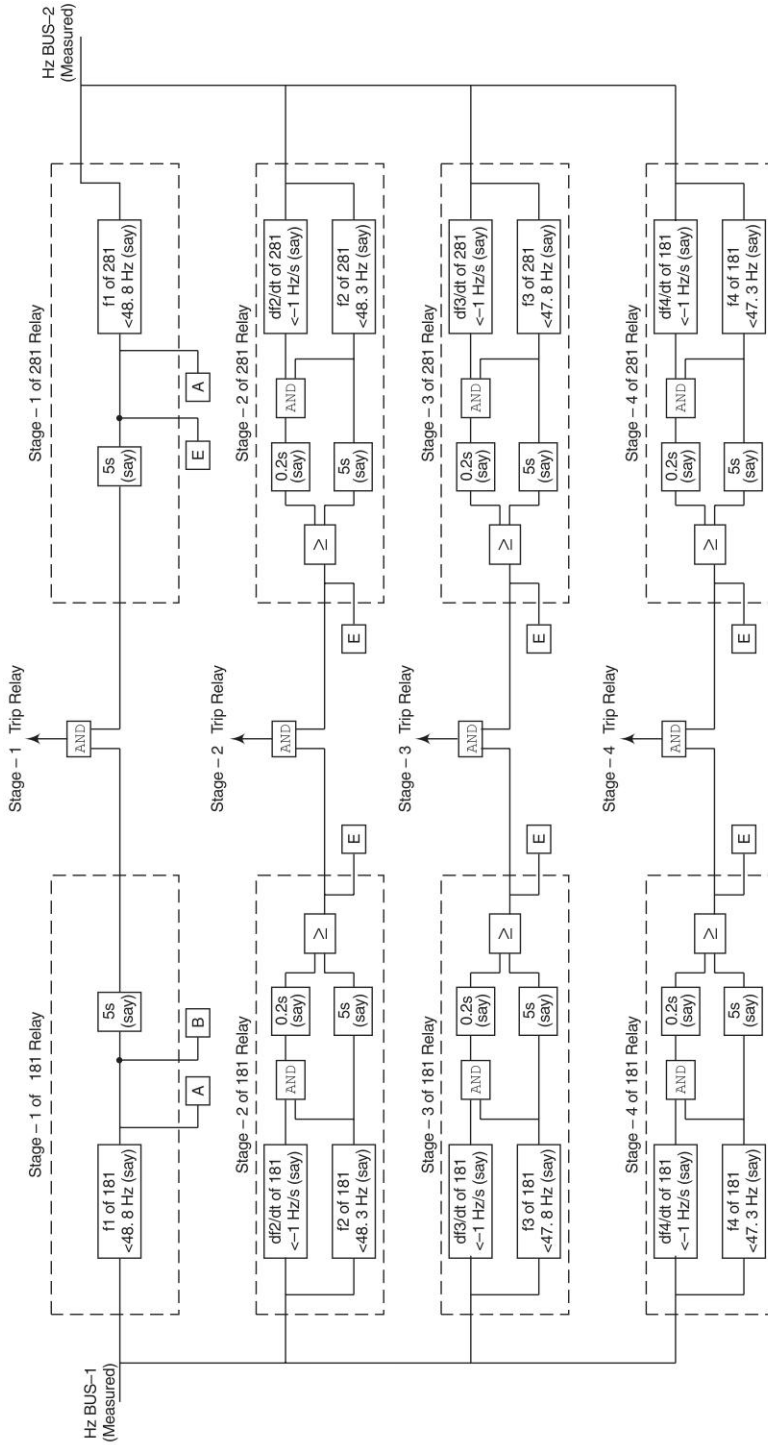 Stage – 1 Trip Relay
Hz BUS–2
(Measured)
Stage – 1 of 181 Relay
Stage – 1 of 281 Relay
AND
Hz BUS–1
(Measured)
f1 of 181
<48. 8 Hz (say)
5s
(say)
5s
(say)
f1 of 281
<48. 8 Hz (say)
A
B
E
A
Stage – 2 Trip Relay
Stage – 2 of 181 Relay
Stage – 2 of 281 Relay
df2/dt of 181
<–1 Hz/s (say)
AND
0.2s
(say)
AND
0.2s
(say)
AND
df2/dt of 281
<–1 Hz/s (say)
≥
≥
f2 of 181
<48. 3 Hz (say)
5s
(say)
E
E
5s
(say)
f2 of 281
<48. 3 Hz (say)
Stage – 3 Trip Relay
Stage – 3 of 181 Relay
Stage – 3 of 281 Relay
df3/dt of 181
<–1 Hz/s (say)
AND
0.2s
(say)
AND
0.2s
(say)
AND
df3/dt of 281
<–1 Hz/s (say)
≥
≥
f3 of 181
<47. 8 Hz (say)
5s
(say)
E
E
5s
(say)
f3 of 281
<47. 8 Hz (say)
Stage – 4 Trip Relay
Stage – 4 of 181 Relay
Stage – 4 of 281 Relay
df4/dt of 181
<–1 Hz/s (say)
AND
0.2s
(say)
AND
0.2s
(say)
AND
df4/dt of 181
<–1 Hz/s (say)
≥
≥
f4 of 181
<47. 3 Hz (say)
5s
(say)
E
E
5s
(say)
f4 of 181
<47. 3 Hz (say)